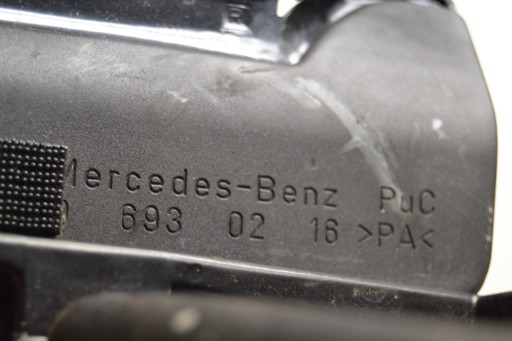 Mercedes-Benz PuC
693 02 16 >PA<